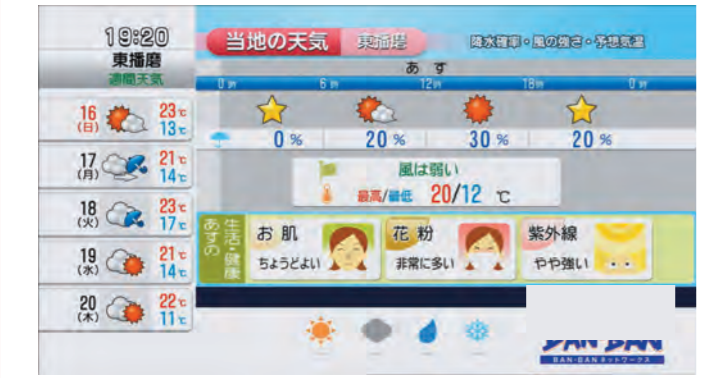 19:20
東播磨
週間天気
16
(日)
23℃
13℃
17
(月)
21℃
14℃
18
(火)
23℃
17℃
19
(水)
21℃
14℃
20
(木)
22℃
11℃
当地の天気 東播磨 降水確率・風の強さ・予想気温
あす
0時 6時 12時 18時 0時
0% 20% 30% 20%
風は弱い
最高/最低 20/12 ℃
あすの
生活・健康
お肌
ちょうどよい
花粉
非常に多い
紫外線
やや強い
BAN-BANネットワークス